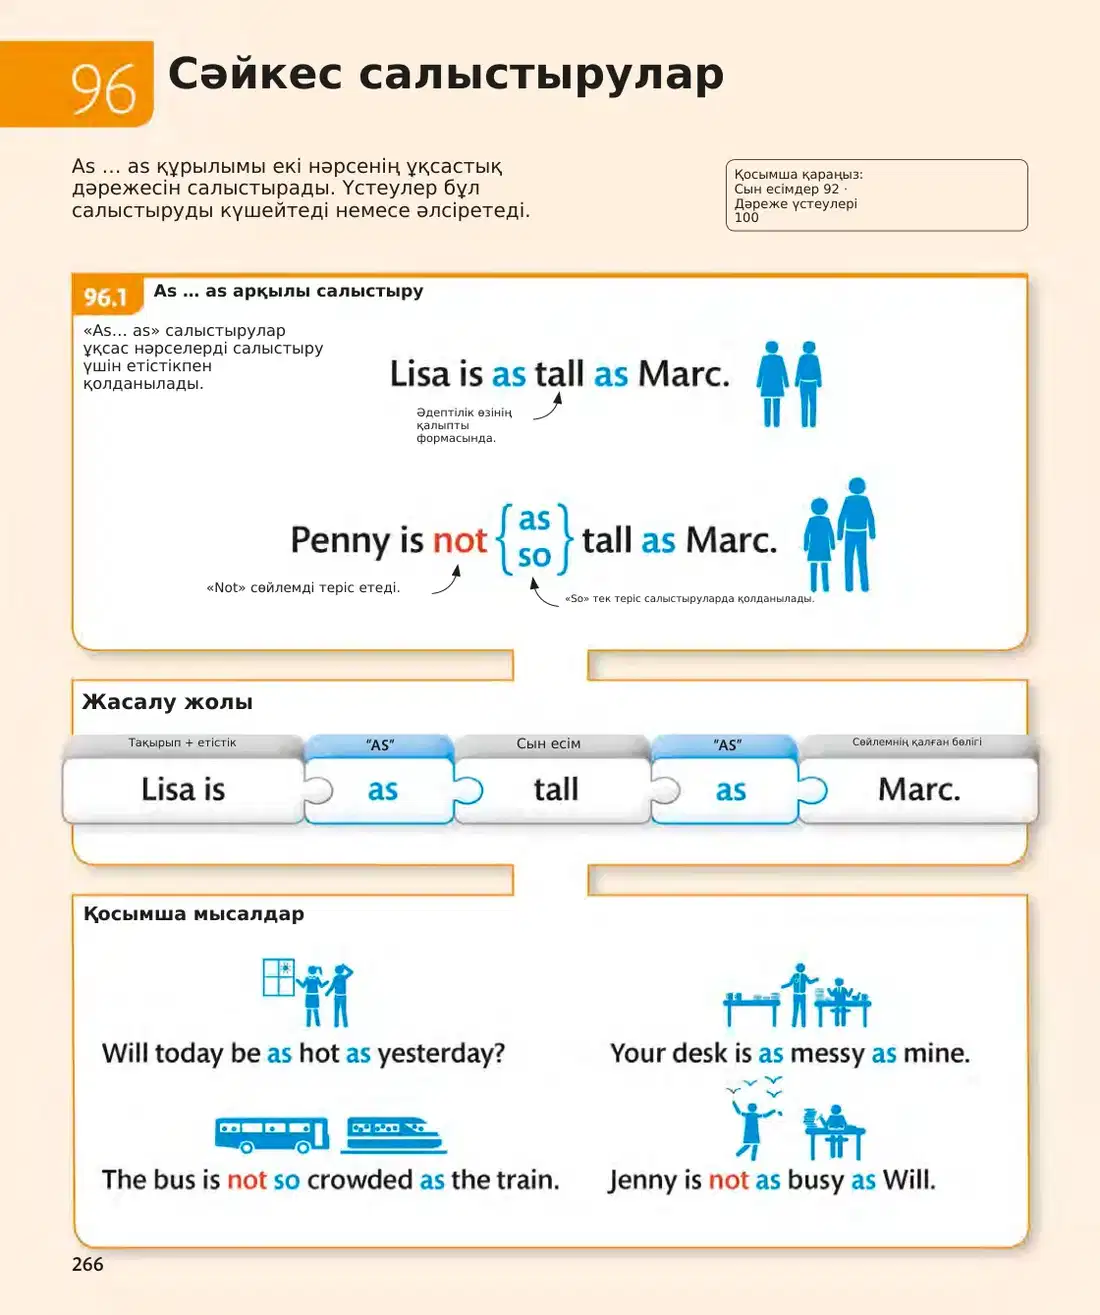 96
Сәйкес салыстырулар
As ... as құрылымы екі нәрсенің ұқсастық
дәрежесін салыстырады. Үстеулер бұл
салыстыруды күшейтеді немесе әлсіретеді.
Қосымша қараңыз:
Сын есімдер 92 ·
Дәреже үстеулері
100
96.1
As ... as арқылы салыстыру
«As... as» салыстырулар
ұқсас нәрселерді салыстыру
үшін етістікпен
қолданылады.
Lisa is as tall as Marc.
Әдептілік өзінің
қалыпты
формасында.
Penny is not { as so } tall as Marc.
«Not» сөйлемді теріс етеді.
«So» тек теріс салыстыруларда қолданылады.
Жасалу жолы
Тақырып + етістік
"AS"
Сын есім
"AS"
Сөйлемнің қалған бөлігі
Lisa is
as
tall
as
Marc.
Қосымша мысалдар
Will today be as hot as yesterday?
Your desk is as messy as mine.
The bus is not so crowded as the train.
Jenny is not as busy as Will.
266